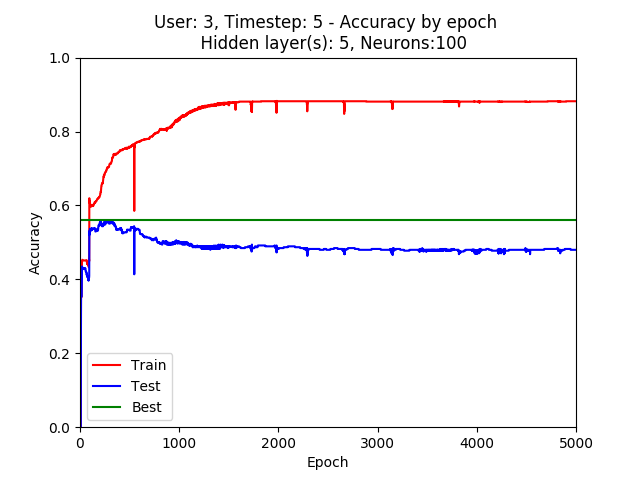 User: 3, Timestep: 5 - Accuracy by epoch
Hidden layer(s): 5, Neurons:100
1.0
0.8
0.6
0.4
0.2
0.0
Accuracy
Train
Test
Best
0 1000 2000 3000 4000 5000
Epoch